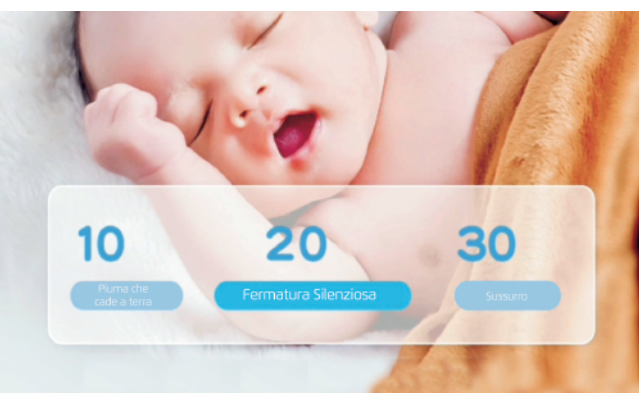 10
20
30
Piuma che
cade a terra
Fermatura Silenziosa
Sussurro